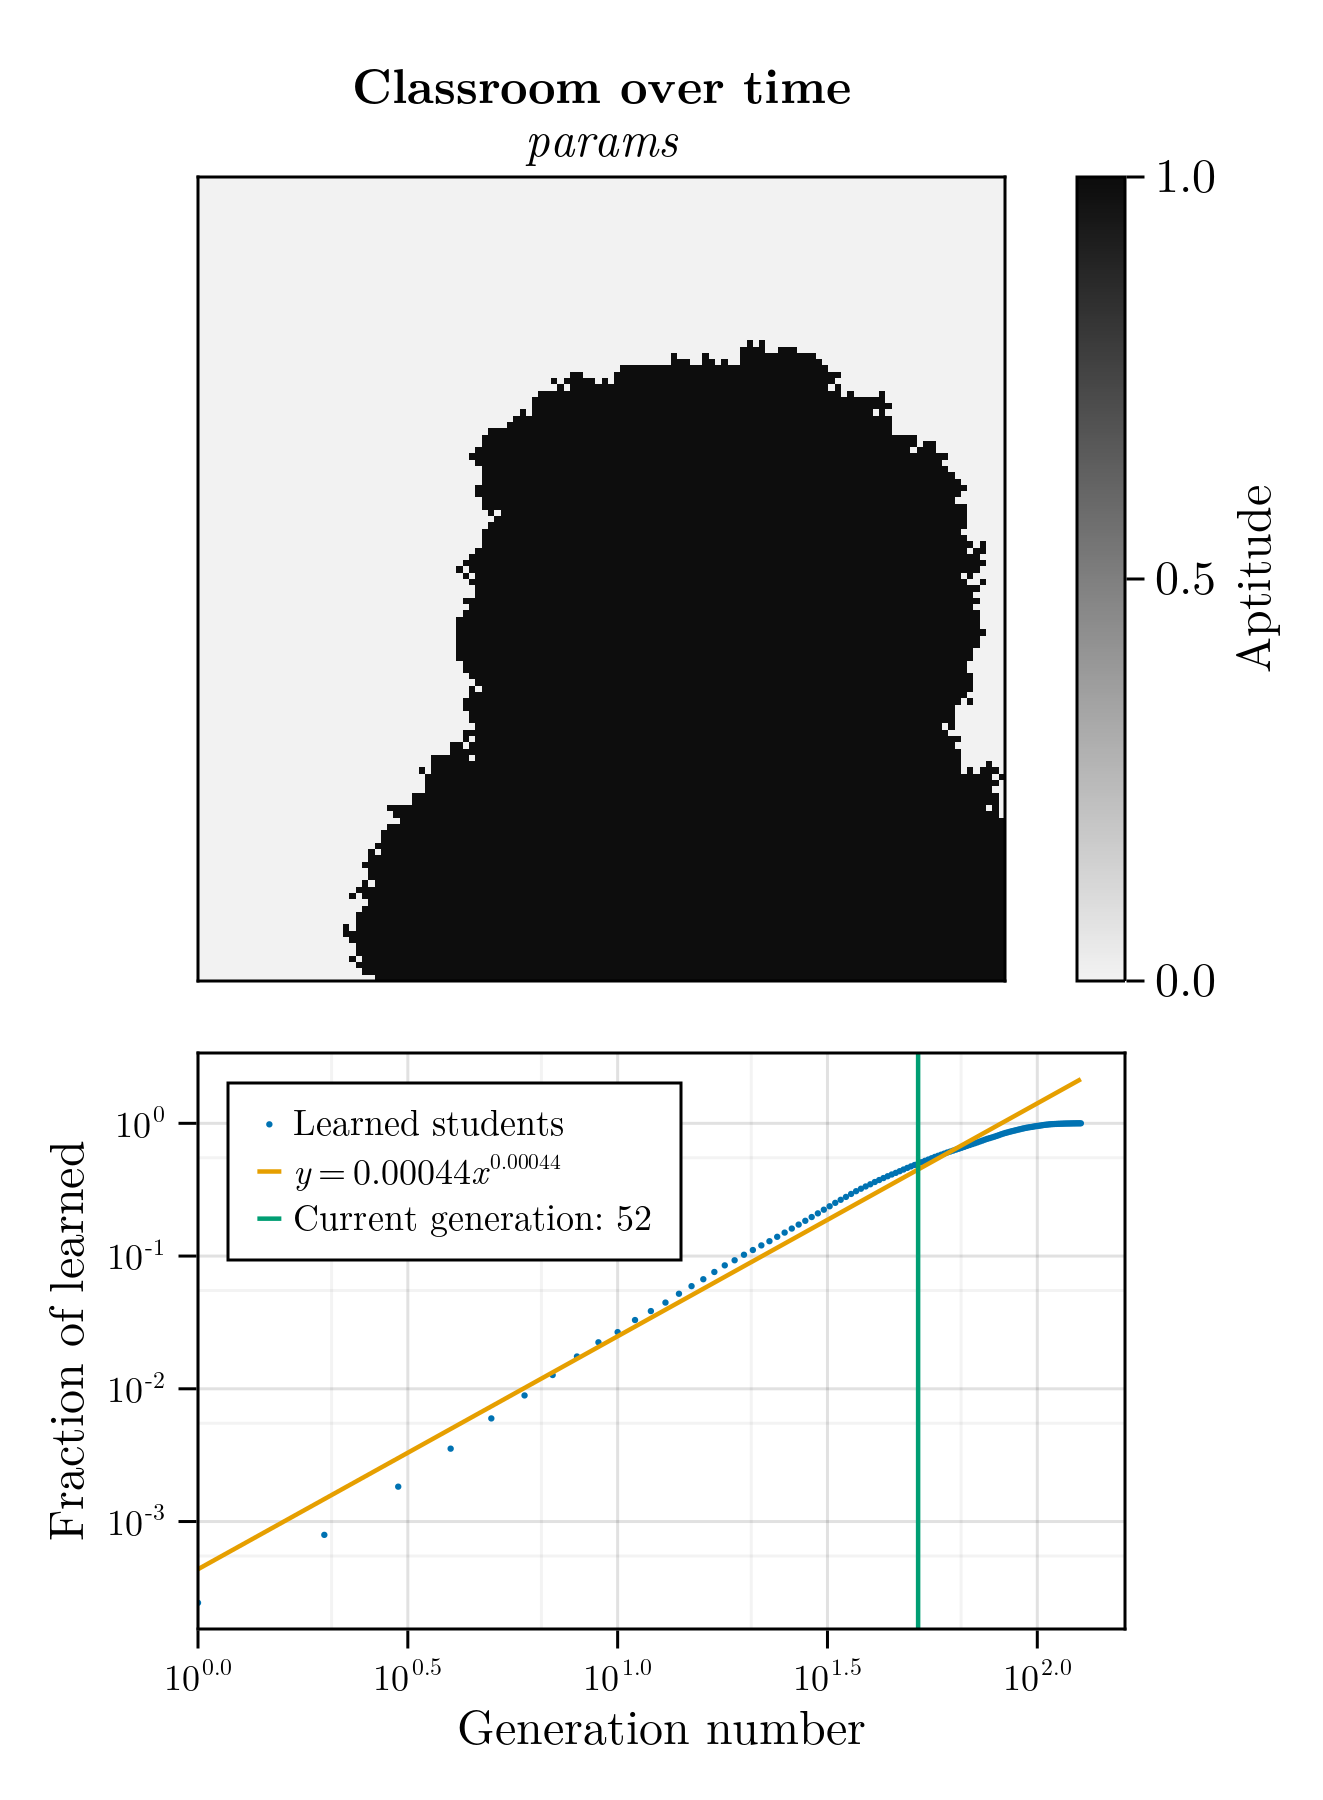 Classroom over time
params
1.0
0.5
0.0
Aptitude
Learned students
y = 0.00044x^0.00044
Current generation: 52
10^0
10^-1
10^-2
10^-3
Fraction of learned
10^0.0 10^0.5 10^1.0 10^1.5 10^2.0
Generation number